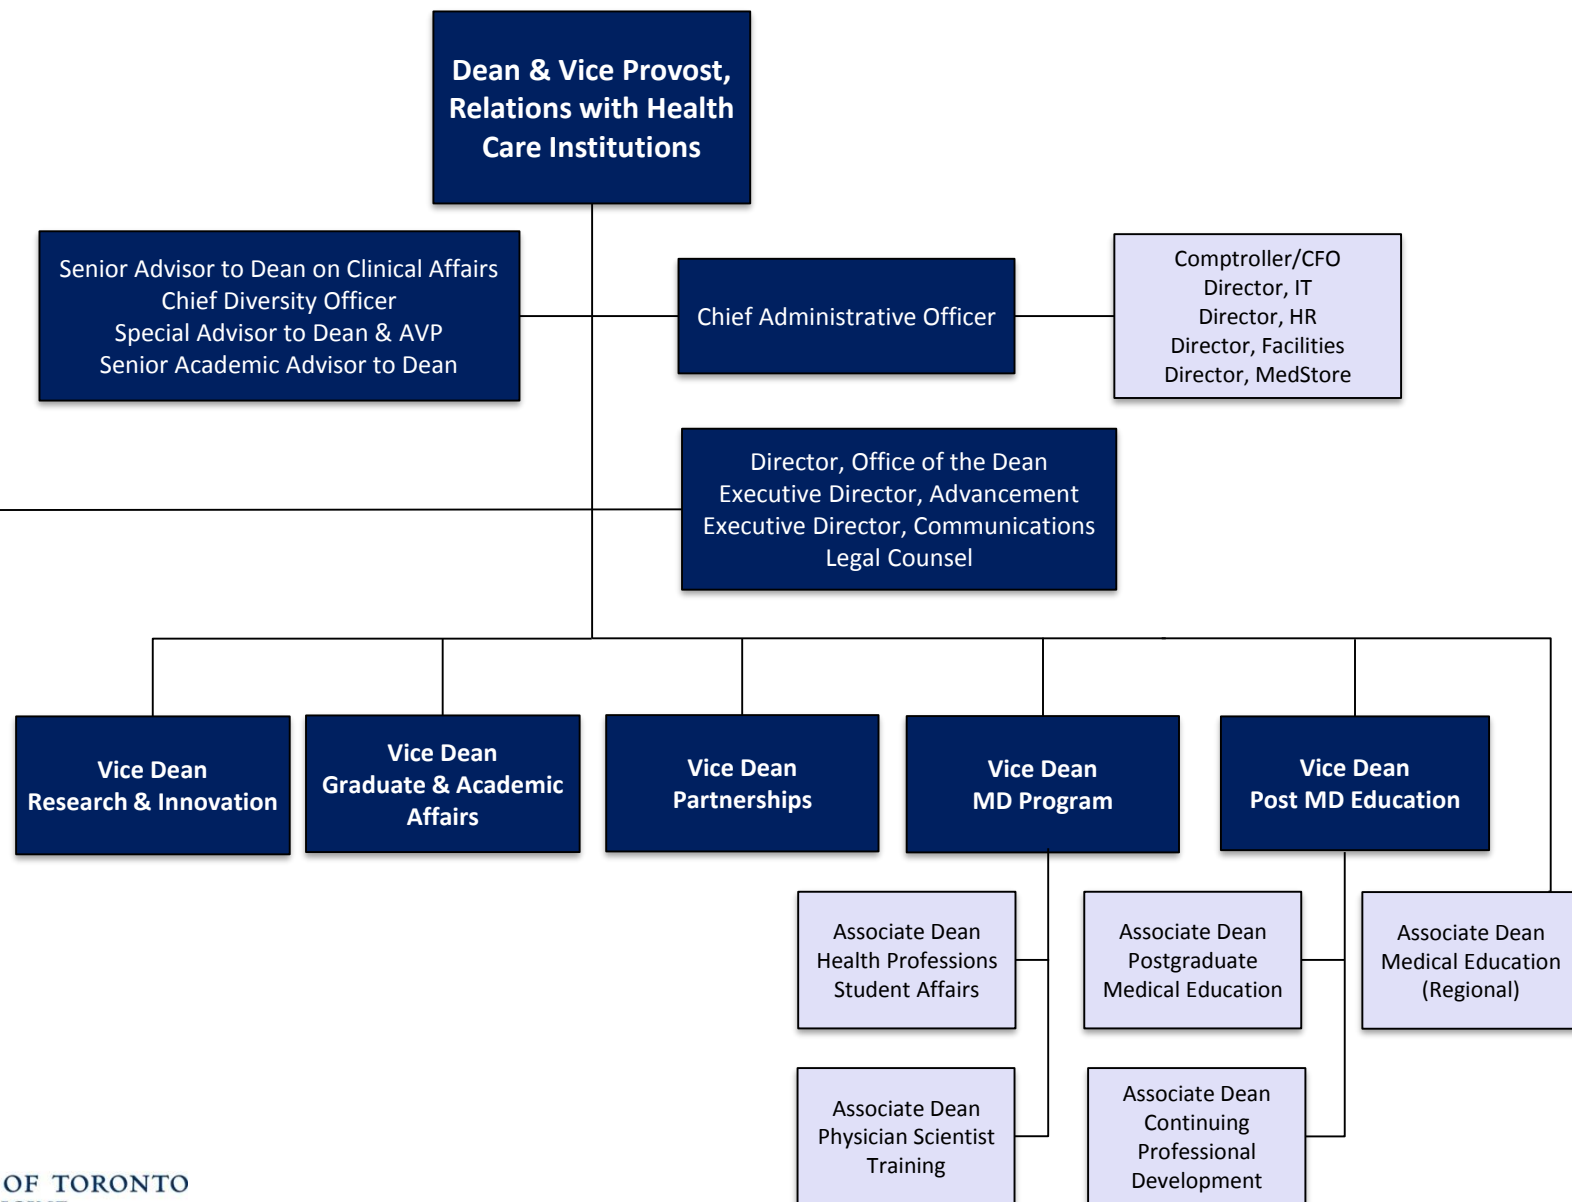 Dean & Vice Provost,
Relations with Health
Care Institutions
Senior Advisor to Dean on Clinical Affairs
Chief Diversity Officer
Special Advisor to Dean & AVP
Senior Academic Advisor to Dean
Chief Administrative Officer
Comptroller/CFO
Director, IT
Director, HR
Director, Facilities
Director, MedStore
Director, Office of the Dean
Executive Director, Advancement
Executive Director, Communications
Legal Counsel
Vice Dean
Research & Innovation
Vice Dean
Graduate & Academic
Affairs
Vice Dean
Partnerships
Vice Dean
MD Program
Vice Dean
Post MD Education
Associate Dean
Health Professions
Student Affairs
Associate Dean
Postgraduate
Medical Education
Associate Dean
Medical Education
(Regional)
Associate Dean
Physician Scientist
Training
Associate Dean
Continuing
Professional
Development
OF TORONTO